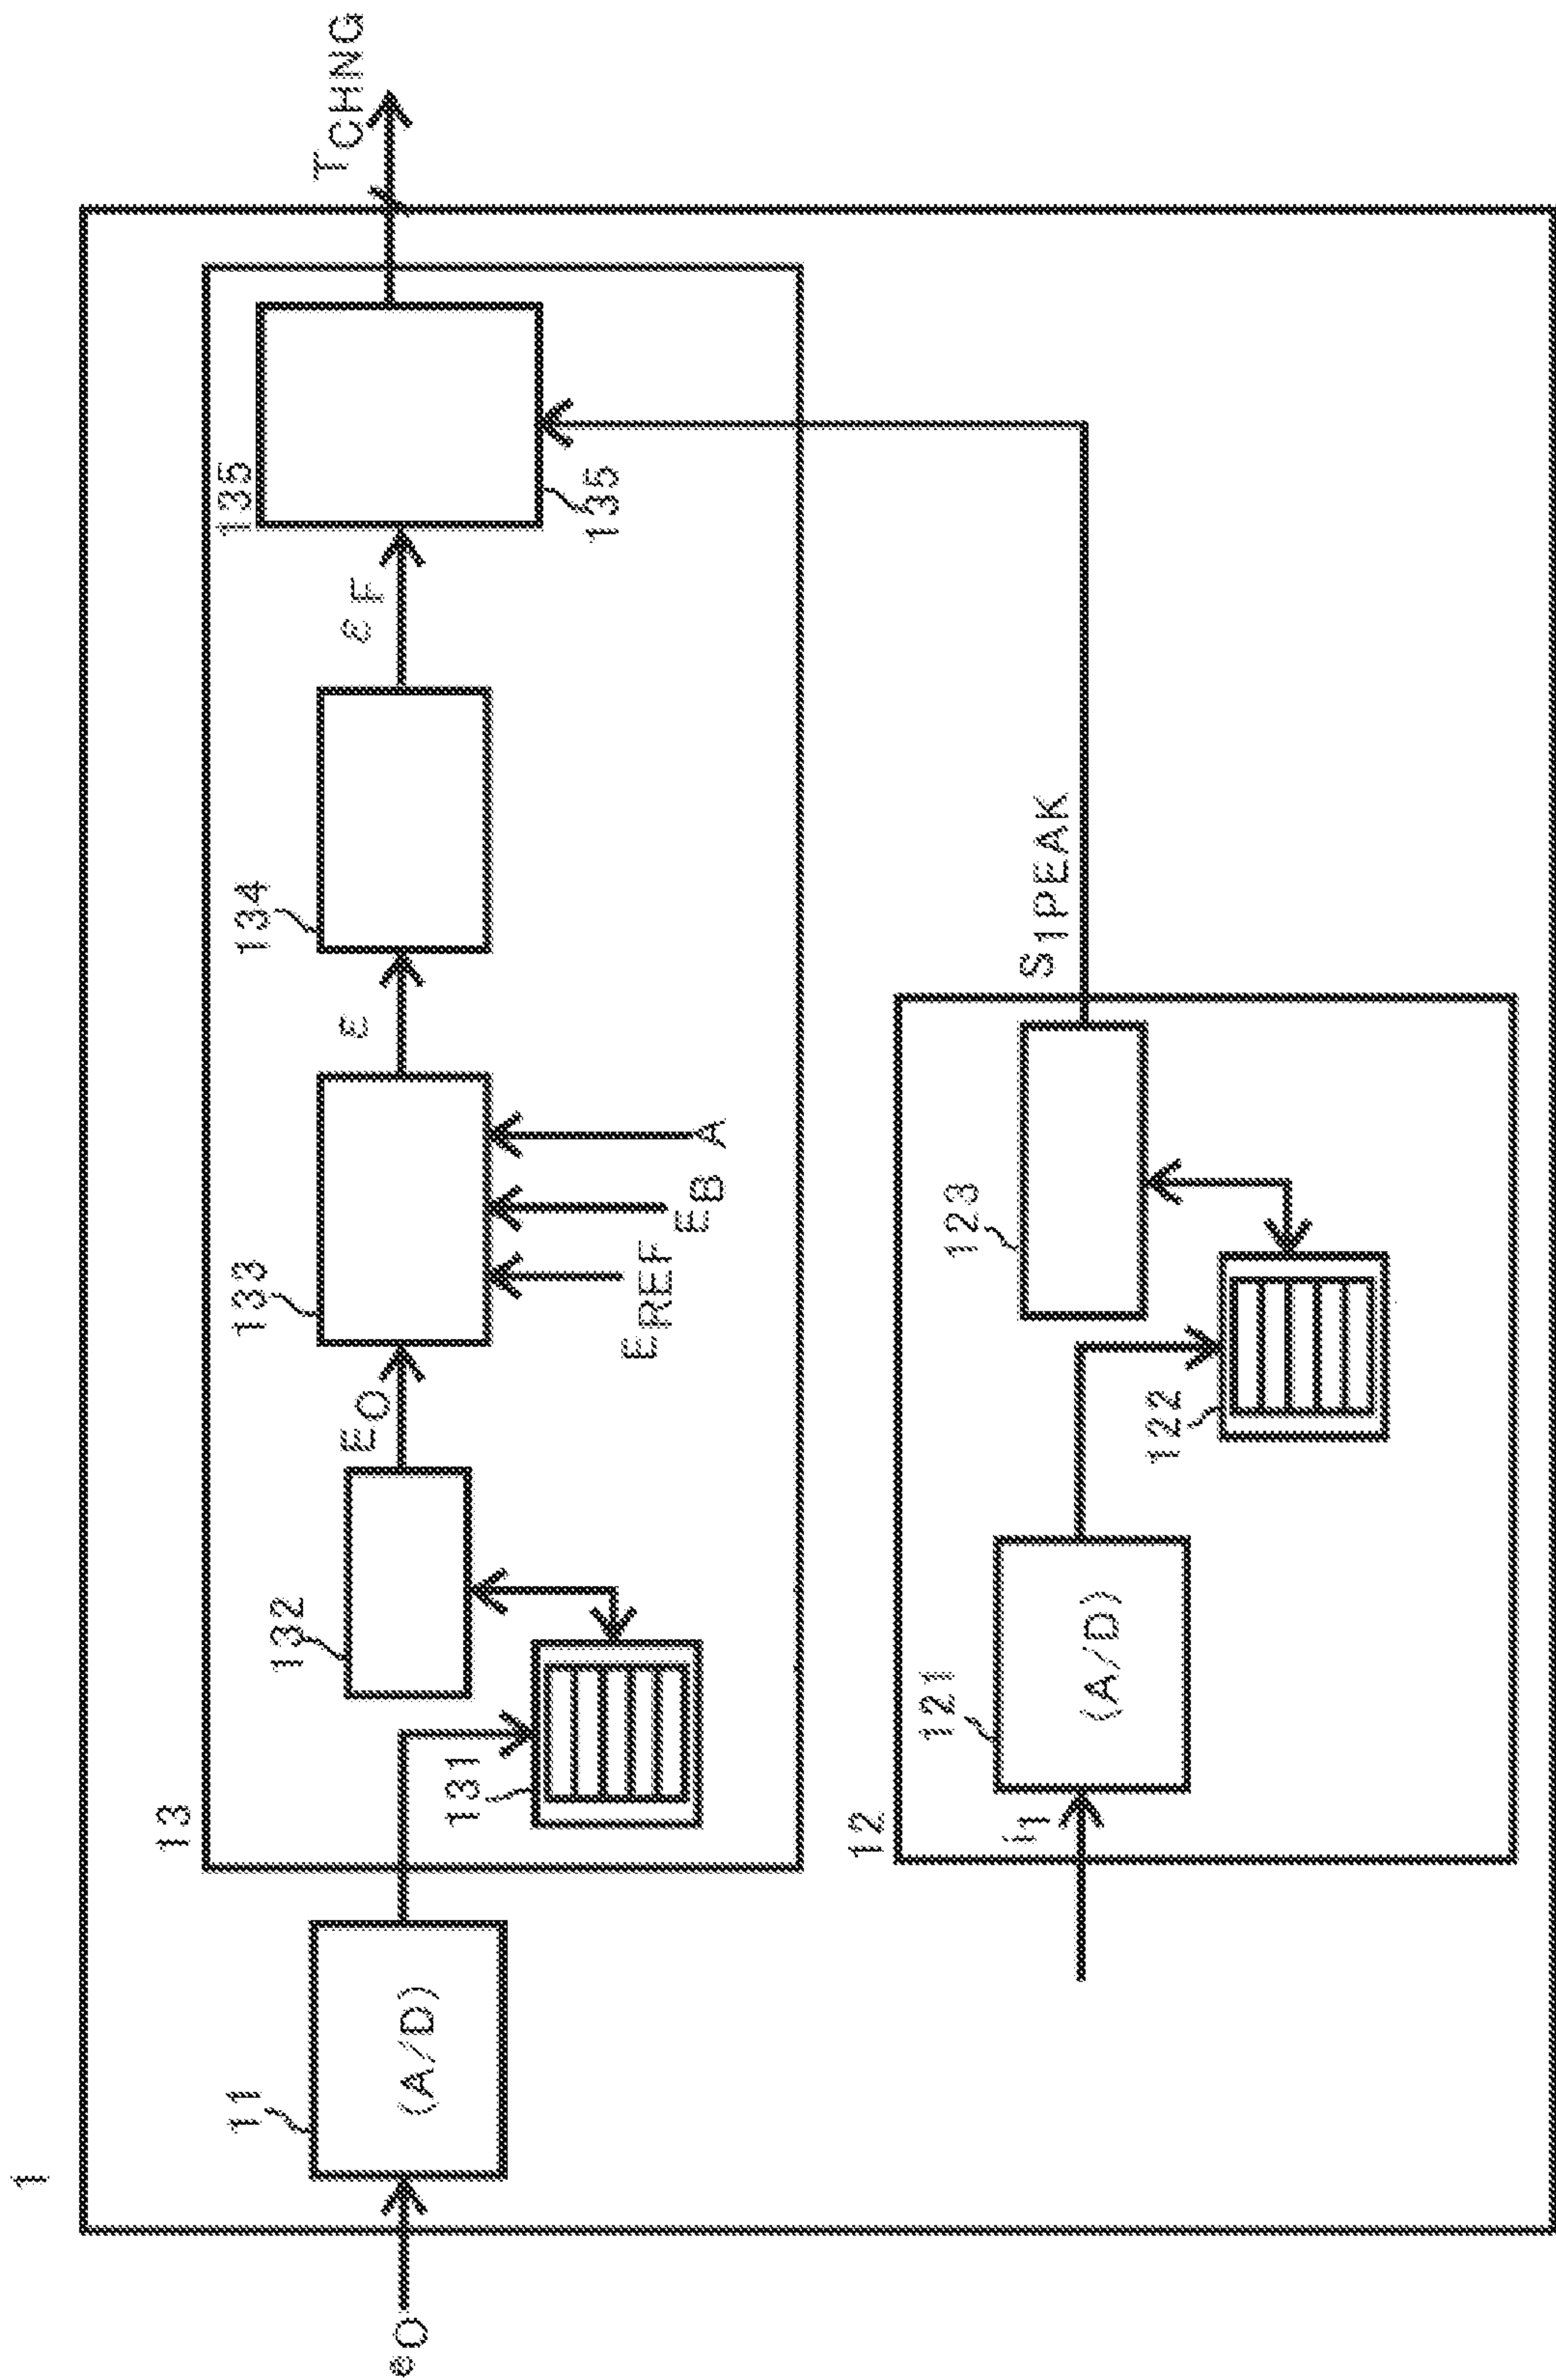 1
13
135
TCHNG
134
133
132
11
eO
(A/D)
131
EO
ε
εF
135
EREF
EB
A
12
121
i1
(A/D)
122
123
S1PEAK